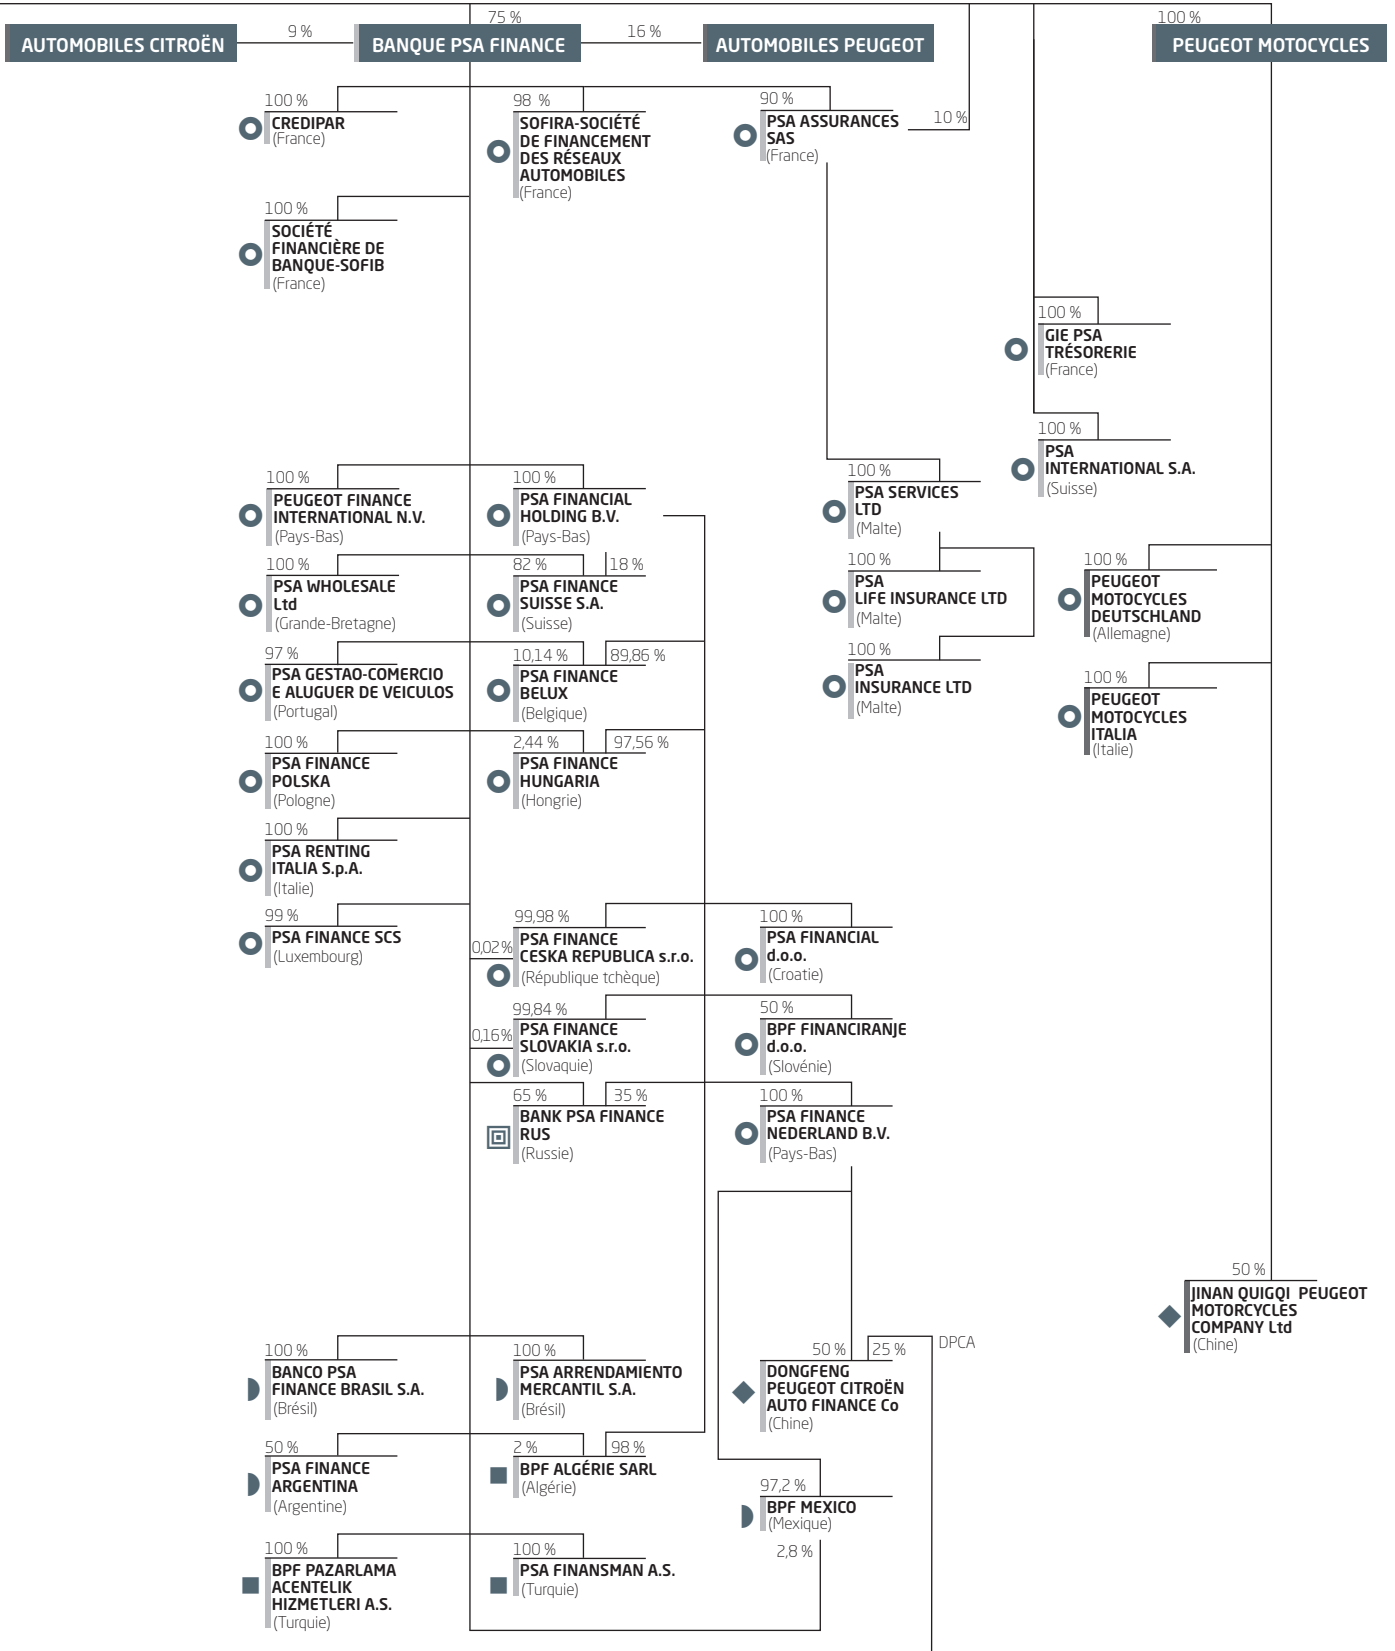 75 %
100 %
AUTOMOBILES CITROËN
9 %
BANQUE PSA FINANCE
16 %
AUTOMOBILES PEUGEOT
PEUGEOT MOTOCYCLES
100 %
CREDIPAR
(France)
98 %
SOFIRA-SOCIÉTÉ
DE FINANCEMENT
DES RÉSEAUX
AUTOMOBILES
(France)
90 %
PSA ASSURANCES
SAS
(France)
10 %
100 %
SOCIÉTÉ
FINANCIÈRE DE
BANQUE-SOFIB
(France)
100 %
GIE PSA
TRÉSORERIE
(France)
100 %
PSA
INTERNATIONAL S.A.
(Suisse)
100 %
PEUGEOT FINANCE
INTERNATIONAL N.V.
(Pays-Bas)
100 %
PSA FINANCIAL
HOLDING B.V.
(Pays-Bas)
100 %
PSA SERVICES
LTD
(Malte)
100 %
PSA WHOLESALE
Ltd
(Grande-Bretagne)
82 %
18 %
PSA FINANCE
SUISSE S.A.
(Suisse)
100 %
PSA
LIFE INSURANCE LTD
(Malte)
100 %
PEUGEOT
MOTOCYCLES
DEUTSCHLAND
(Allemagne)
97 %
PSA GESTAO-COMERCIO
E ALUGUER DE VEICULOS
(Portugal)
10,14 %
89,86 %
PSA FINANCE
BELUX
(Belgique)
100 %
PSA
INSURANCE LTD
(Malte)
100 %
PEUGEOT
MOTOCYCLES
ITALIA
(Italie)
100 %
PSA FINANCE
POLSKA
(Pologne)
2,44 %
97,56 %
PSA FINANCE
HUNGARIA
(Hongrie)
100 %
PSA RENTING
ITALIA S.p.A.
(Italie)
99 %
PSA FINANCE SCS
(Luxembourg)
0,02%
99,98 %
PSA FINANCE
CESKA REPUBLICA s.r.o.
(République tchèque)
100 %
PSA FINANCIAL
d.o.o.
(Croatie)
0,16%
99,84 %
PSA FINANCE
SLOVAKIA s.r.o.
(Slovaquie)
50 %
BPF FINANCIRANJE
d.o.o.
(Slovénie)
65 %
35 %
BANK PSA FINANCE
RUS
(Russie)
100 %
PSA FINANCE
NEDERLAND B.V.
(Pays-Bas)
50 %
JINAN QUIGQI PEUGEOT
MOTORCYCLES
COMPANY Ltd
(Chine)
100 %
BANCO PSA
FINANCE BRASIL S.A.
(Brésil)
100 %
PSA ARRENDAMIENTO
MERCANTIL S.A.
(Brésil)
50 %
25 %
DPCA
DONGFENG
PEUGEOT CITROËN
AUTO FINANCE Co
(Chine)
50 %
PSA FINANCE
ARGENTINA
(Argentine)
2 %
98 %
BPF ALGÉRIE SARL
(Algérie)
97,2 %
BPF MEXICO
(Mexique)
2,8 %
100 %
BPF PAZARLAMA
ACENTELIK
HIZMETLERI A.S.
(Turquie)
100 %
PSA FINANSMAN A.S.
(Turquie)